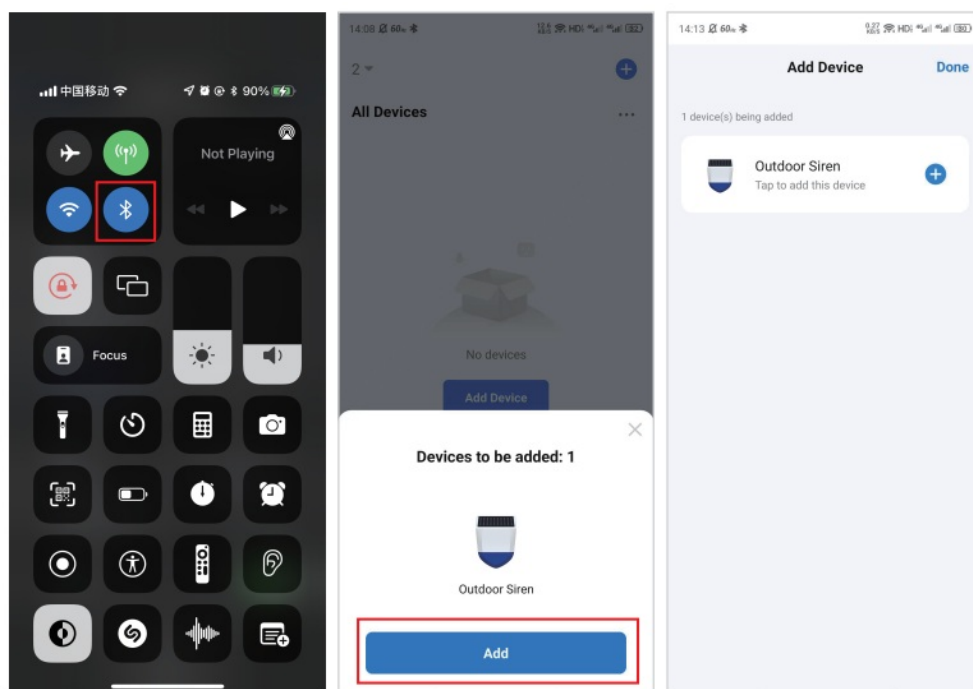 中国移动
90%
Not Playing
Focus
14:08
2
All Devices
No devices
Add Device
Devices to be added: 1
Outdoor Siren
Add
14:13
Add Device
Done
1 device(s) being added
Outdoor Siren
Tap to add this device